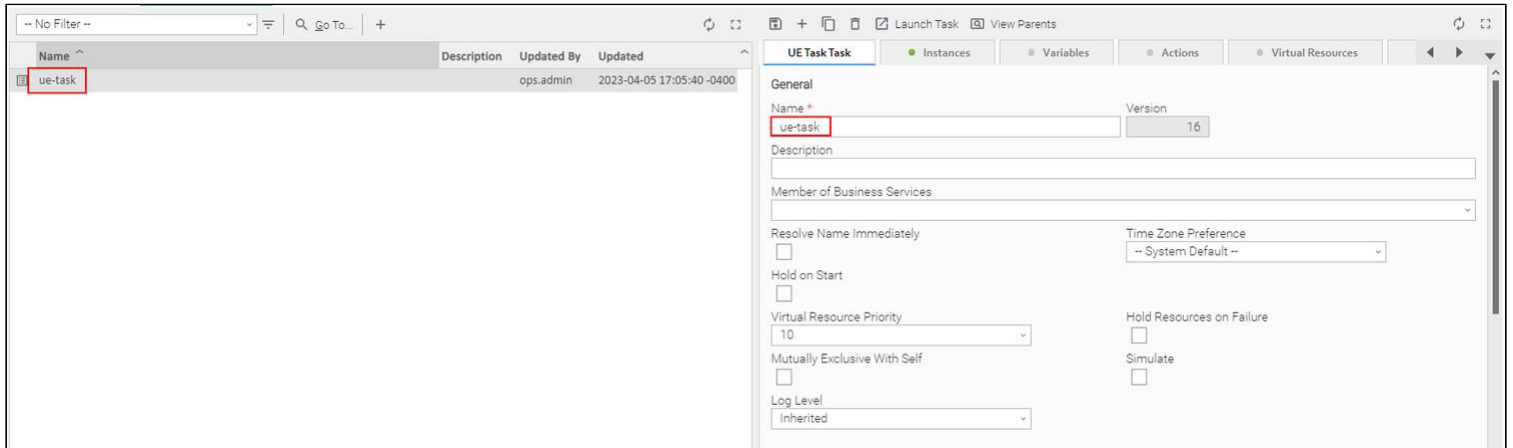 -- No Filter --
Go To...
Name Description Updated By Updated
ue-task ops.admin 2023-04-05 17:05:40 -0400
Launch Task View Parents
UE Task Task Instances Variables Actions Virtual Resources
General
Name * Version
ue-task 16
Description
Member of Business Services
Resolve Name Immediately Time Zone Preference
-- System Default --
Hold on Start
Virtual Resource Priority Hold Resources on Failure
10
Mutually Exclusive With Self Simulate
Log Level
Inherited